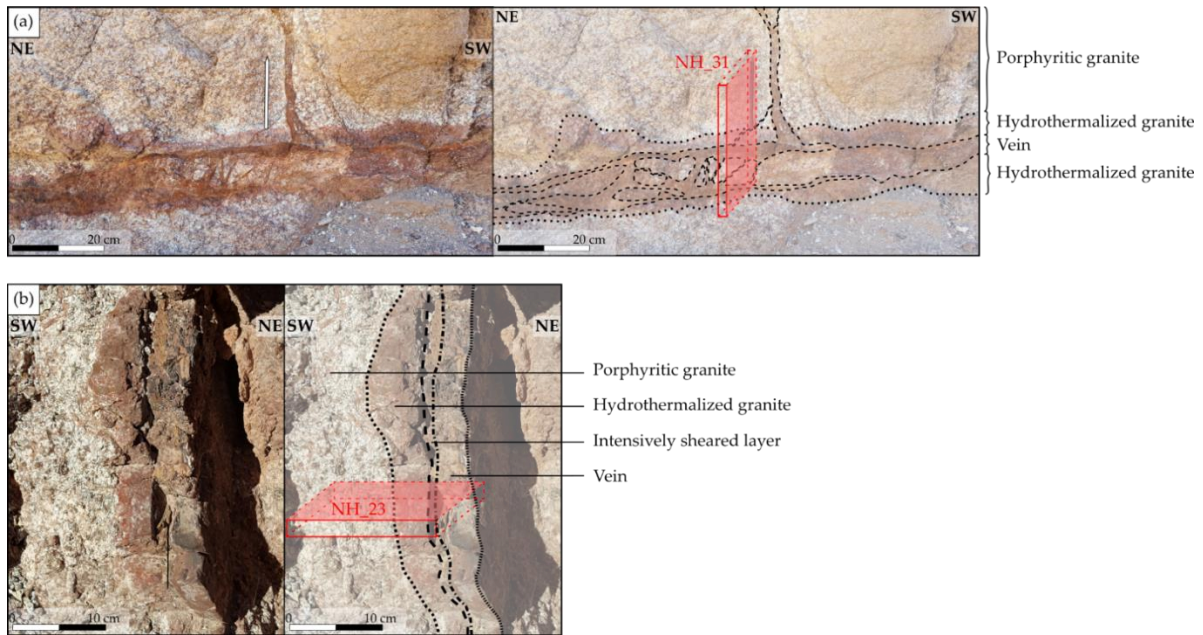 (a)
NE
SW
0
20 cm
NE
SW
NH_31
0
20 cm
Porphyritic granite
Hydrothermalized granite
Vein
Hydrothermalized granite
(b)
SW
NE
0
10 cm
SW
NE
NH_23
0
10 cm
Porphyritic granite
Hydrothermalized granite
Intensively sheared layer
Vein